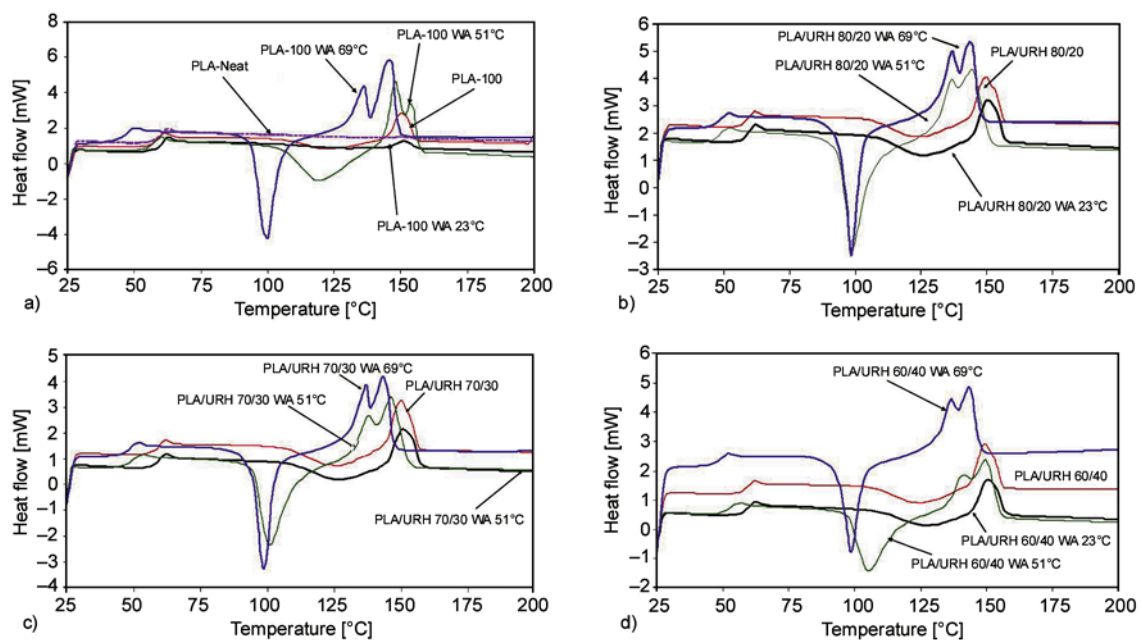 8
6
4
2
0
–2
–4
–6
Heat flow [mW]
PLA-Neat
PLA-100 WA 69°C
PLA-100 WA 51°C
PLA-100
PLA-100 WA 23°C
25 50 75 100 125 150 175 200
Temperature [°C]
a)
6
5
4
3
2
1
0
–1
–2
–3
Heat flow [mW]
PLA/URH 80/20 WA 69°C
PLA/URH 80/20
PLA/URH 80/20 WA 51°C
PLA/URH 80/20 WA 23°C
25 50 75 100 125 150 175 200
Temperature [°C]
b)
5
4
3
2
1
0
–1
–2
–3
–4
Heat flow [mW]
PLA/URH 70/30 WA 69°C
PLA/URH 70/30
PLA/URH 70/30 WA 51°C
PLA/URH 70/30 WA 51°C
25 50 75 100 125 150 175 200
Temperature [°C]
c)
6
5
4
3
2
1
0
–1
–2
Heat flow [mW]
PLA/URH 60/40 WA 69°C
PLA/URH 60/40
PLA/URH 60/40 WA 23°C
PLA/URH 60/40 WA 51°C
25 50 75 100 125 150 175 200
Temperature [°C]
d)